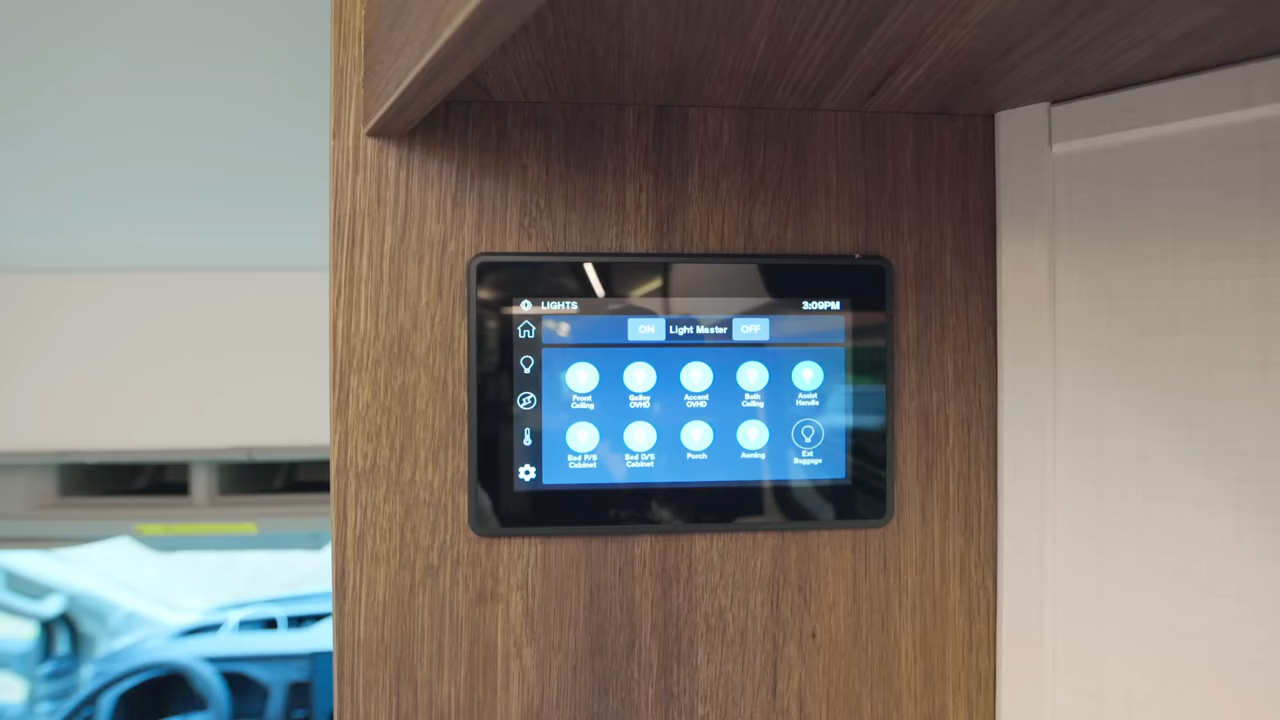 LIGHTS 3:09PM
ON Light Master OFF
Front Galley Accent Bath Assist
Ceiling OVHD OVHD Ceiling Handle
Bed P/S Bed D/S Porch Awning Ext
Cabinet Cabinet Baggage